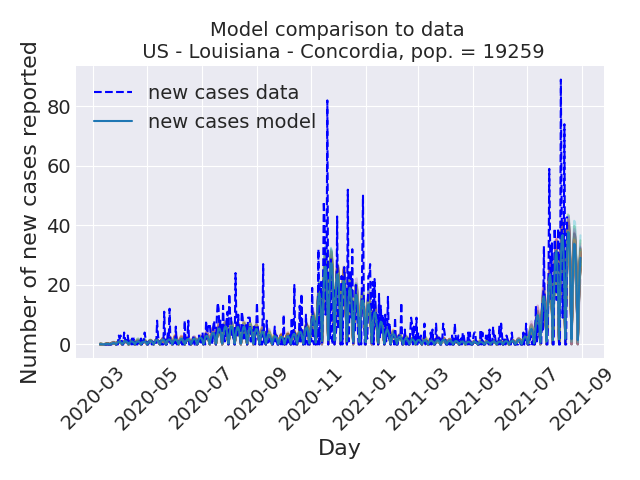 Model comparison to data
US - Louisiana - Concordia, pop. = 19259
Number of new cases reported
new cases data
new cases model
80
60
40
20
0
2020-03
2020-05
2020-07
2020-09
2020-11
2021-01
2021-03
2021-05
2021-07
2021-09
Day